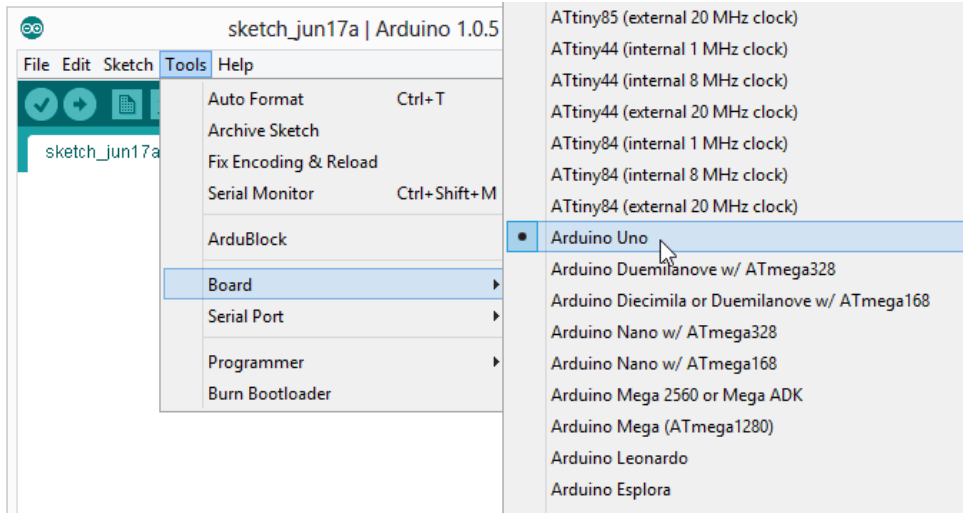 sketch_jun17a | Arduino 1.0.5
File Edit Sketch Tools Help
sketch_jun17a
Auto Format Ctrl+T
Archive Sketch
Fix Encoding & Reload
Serial Monitor Ctrl+Shift+M
ArduBlock
Board
Serial Port
Programmer
Burn Bootloader
ATtiny85 (external 20 MHz clock)
ATtiny44 (internal 1 MHz clock)
ATtiny44 (internal 8 MHz clock)
ATtiny44 (external 20 MHz clock)
ATtiny84 (internal 1 MHz clock)
ATtiny84 (internal 8 MHz clock)
ATtiny84 (external 20 MHz clock)
Arduino Uno
Arduino Duemilanove w/ ATmega328
Arduino Diecimila or Duemilanove w/ ATmega168
Arduino Nano w/ ATmega328
Arduino Nano w/ ATmega168
Arduino Mega 2560 or Mega ADK
Arduino Mega (ATmega1280)
Arduino Leonardo
Arduino Esplora